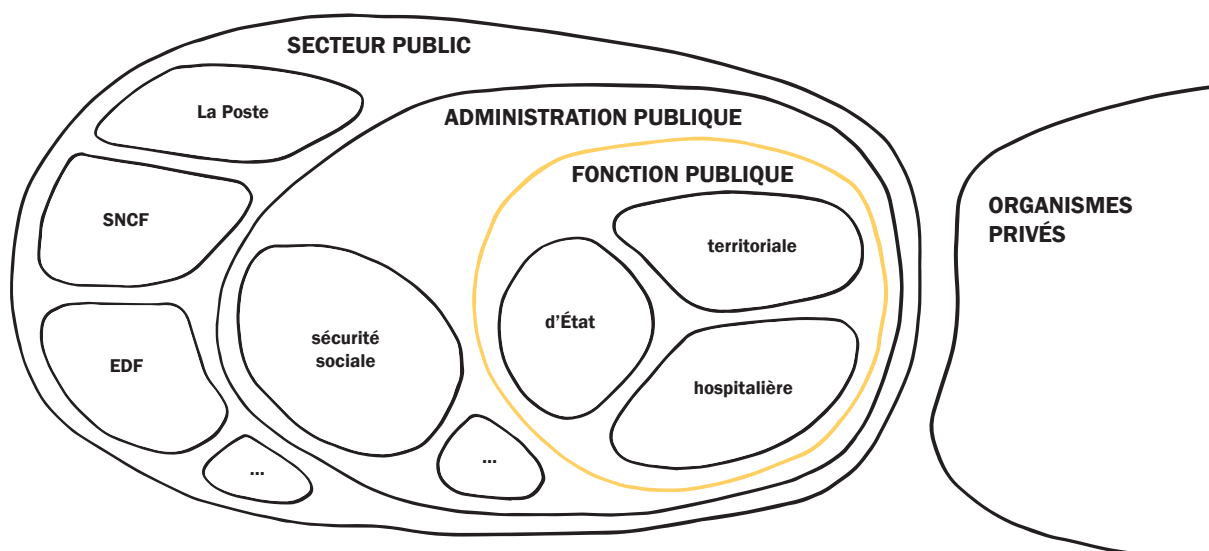 SECTEUR PUBLIC
La Poste
ADMINISTRATION PUBLIQUE
FONCTION PUBLIQUE
SNCF
ORGANISMES
PRIVÉS
territoriale
d’État
sécurité
sociale
EDF
hospitalière
...
...